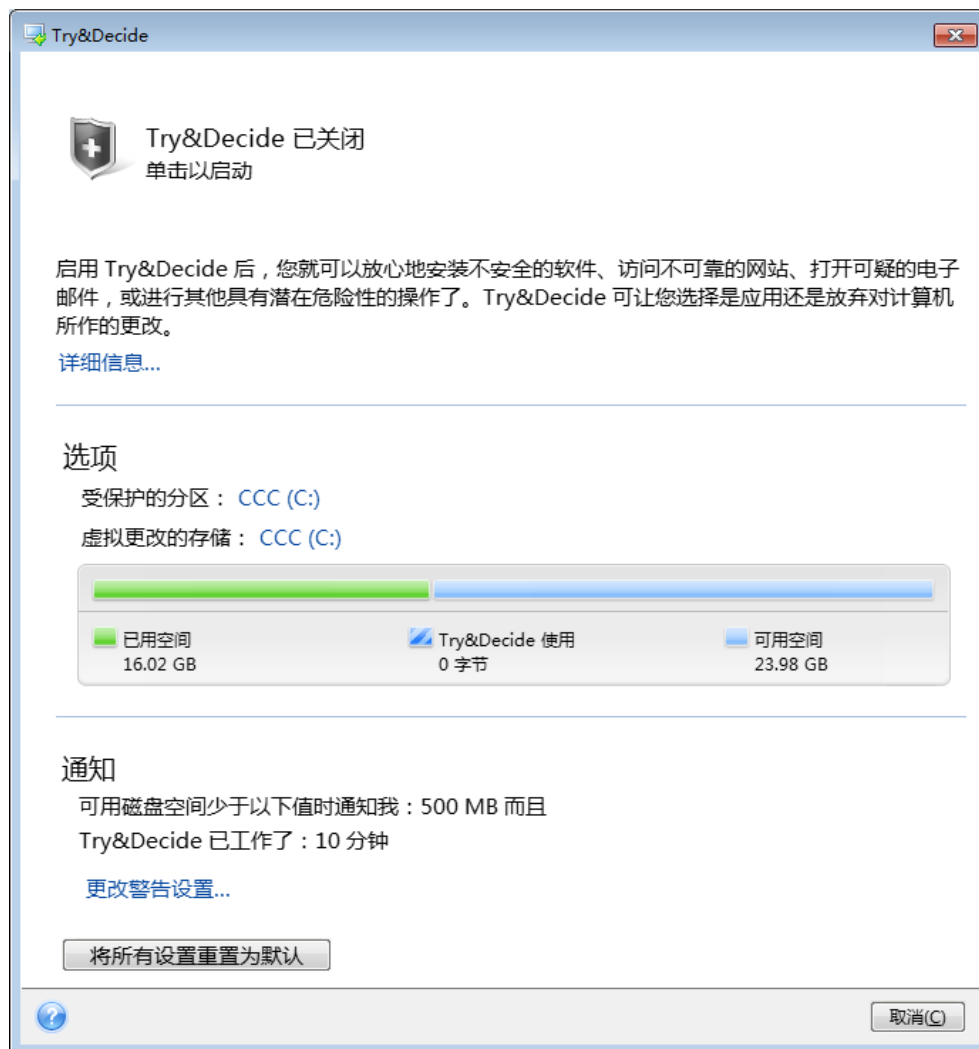 Try&Decide
Try&Decide 已关闭
单击以启动
启用 Try&Decide 后，您就可以放心地安装不安全的软件、访问不可靠的网站、打开可疑的电子
邮件，或进行其他具有潜在危险性的操作了。Try&Decide 可让您选择是应用还是放弃对计算机
所作的更改。
详细信息...
选项
受保护的分区： CCC (C:)
虚拟更改的存储： CCC (C:)
已用空间 Try&Decide 使用 可用空间
16.02 GB 0 字节 23.98 GB
通知
可用磁盘空间少于以下值时通知我：500 MB 而且
Try&Decide 已工作了：10 分钟
更改警告设置...
将所有设置重置为默认
取消(C)